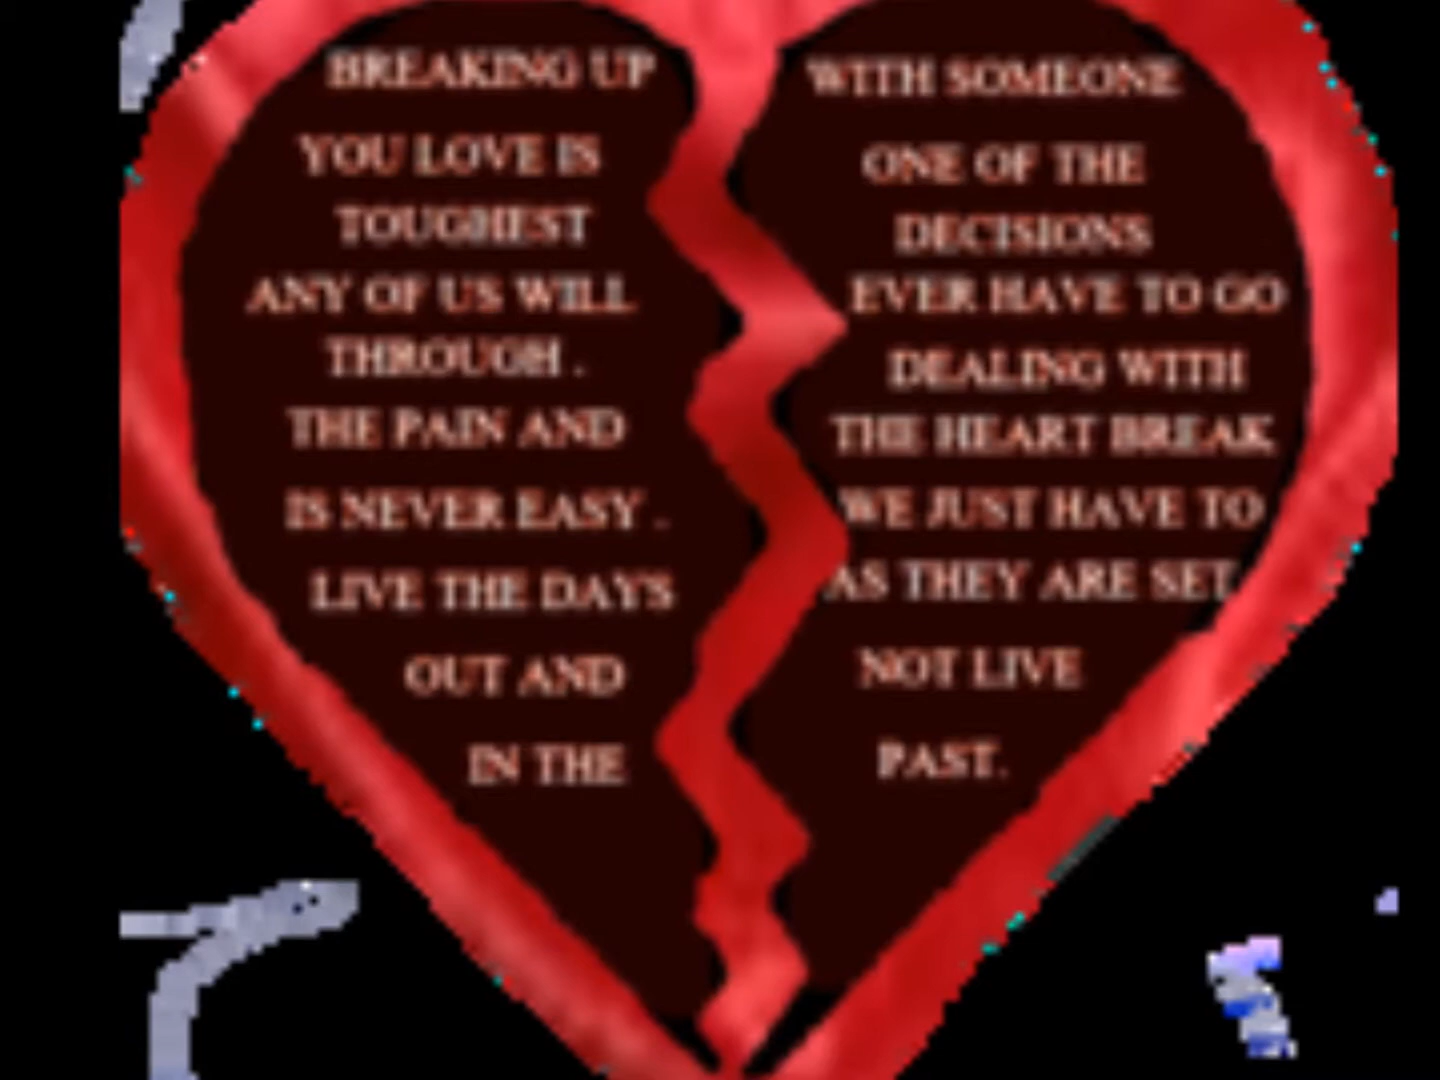 BREAKING UP WITH SOMEONE
YOU LOVE IS ONE OF THE
TOUGHEST DECISIONS
ANY OF US WILL EVER HAVE TO GO
THROUGH . DEALING WITH
THE PAIN AND THE HEART BREAK
IS NEVER EASY . WE JUST HAVE TO
LIVE THE DAYS AS THEY ARE SET
OUT AND NOT LIVE
IN THE PAST.